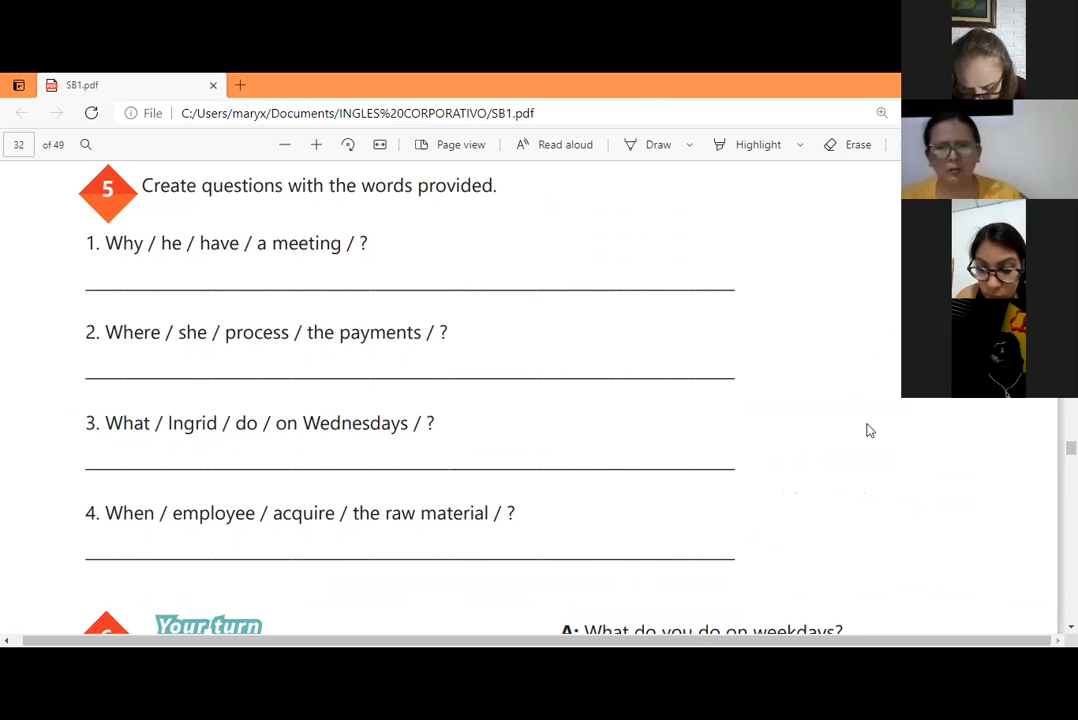 SB1.pdf
File C:/Users/maryx/Documents/INGLES%20CORPORATIVO/SB1.pdf
32 of 49 Page view Read aloud Draw Highlight Erase
5 Create questions with the words provided.
1. Why / he / have / a meeting / ?
2. Where / she / process / the payments / ?
3. What / Ingrid / do / on Wednesdays / ?
4. When / employee / acquire / the raw material / ?
6 Your turn
A: What do you do on weekdays?